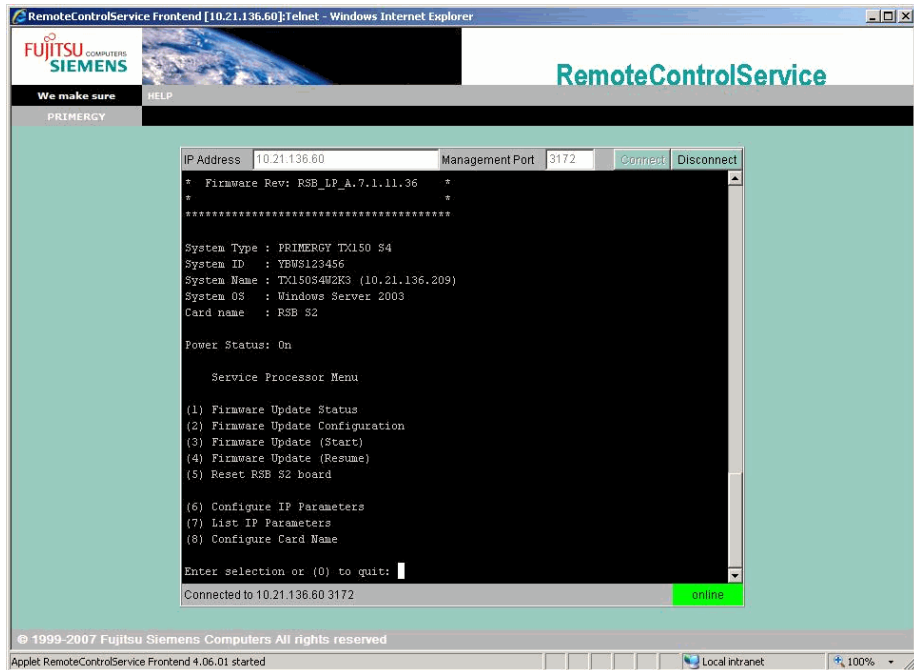 RemoteControlService Frontend [10.21.136.60]:Telnet - Windows Internet Explorer
FUJITSU COMPUTERS
SIEMENS
RemoteControlService
We make sure
HELP
PRIMERGY
IP Address 10.21.136.60 Management Port 3172 Connect Disconnect
*  Firmware Rev: RSB_LP_A.7.1.11.36    *
*                                      *
****************************************
System Type : PRIMERGY TX150 S4
System ID   : YBWS123456
System Name : TX150S4W2K3 (10.21.136.209)
System OS   : Windows Server 2003
Card name   : RSB S2
Power Status: On
Service Processor Menu
(1) Firmware Update Status
(2) Firmware Update Configuration
(3) Firmware Update (Start)
(4) Firmware Update (Resume)
(5) Reset RSB S2 board
(6) Configure IP Parameters
(7) List IP Parameters
(8) Configure Card Name
Enter selection or (0) to quit:
Connected to 10.21.136.60 3172 online
© 1999-2007 Fujitsu Siemens Computers All rights reserved
Applet RemoteControlService Frontend 4.06.01 started Local intranet 100%